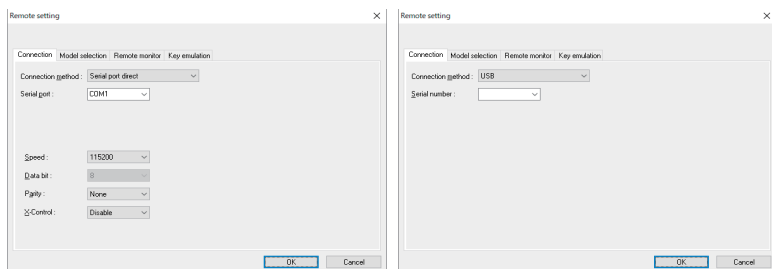 Remote setting
Connection Model selection Remote monitor Key emulation
Connection method : Serial port direct
Serial port : COM1
Speed : 115200
Data bit : 8
Parity : None
X-Control : Disable
OK Cancel
Remote setting
Connection Model selection Remote monitor Key emulation
Connection method : USB
Serial number :
OK Cancel